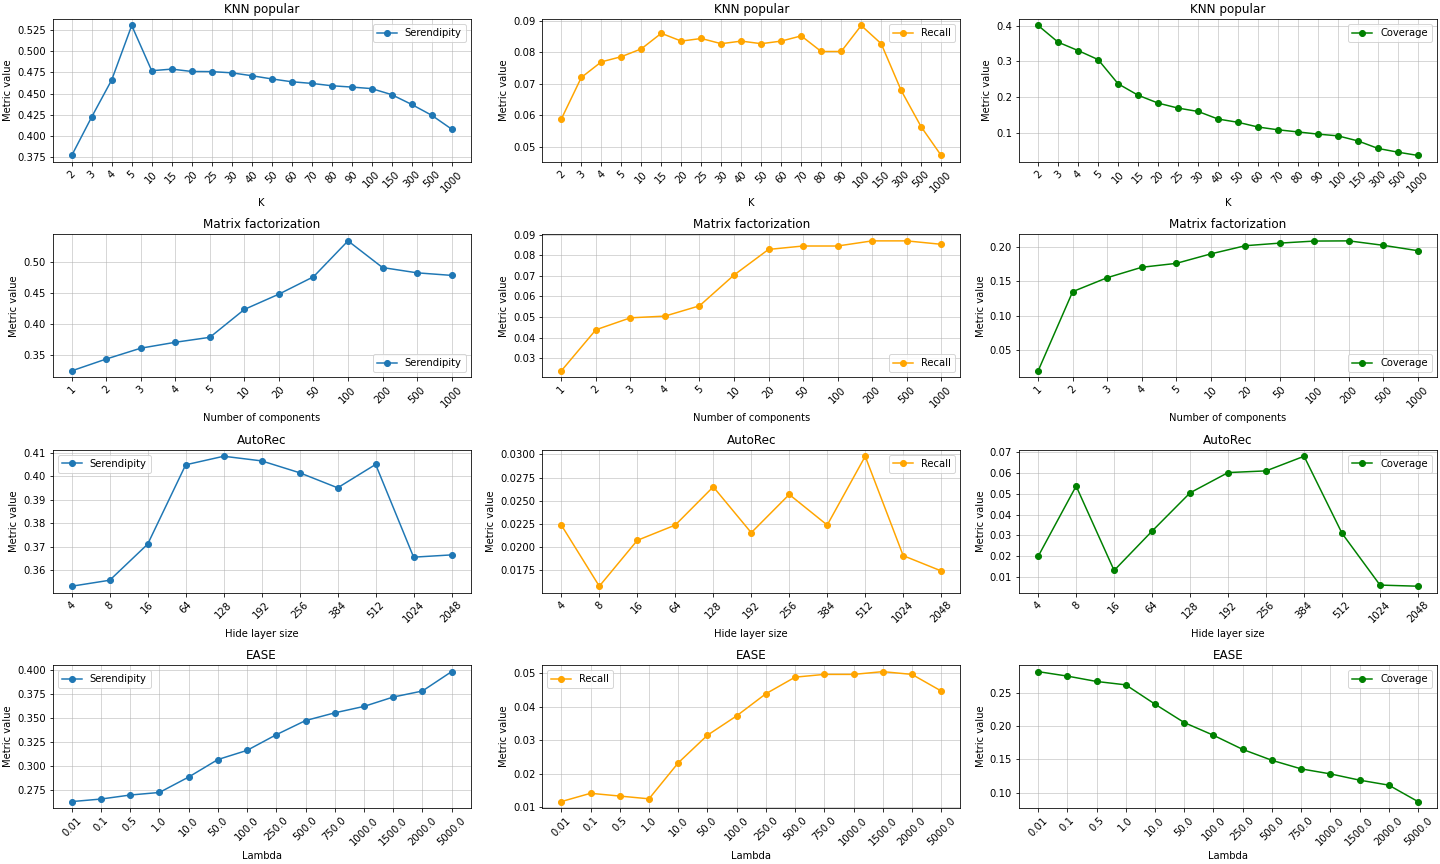 KNN popular
Metric value
0.525
0.500
0.475
0.450
0.425
0.400
0.375
Serendipity
2 3 4 5 10 15 20 25 30 40 50 60 70 80 90 100 150 300 500 1000
K
KNN popular
Metric value
0.09
0.08
0.07
0.06
0.05
Recall
2 3 4 5 10 15 20 25 30 40 50 60 70 80 90 100 150 300 500 1000
K
KNN popular
Metric value
0.4
0.3
0.2
0.1
Coverage
2 3 4 5 10 15 20 25 30 40 50 60 70 80 90 100 150 300 500 1000
K
Matrix factorization
Metric value
0.50
0.45
0.40
0.35
Serendipity
1 2 3 4 5 10 20 50 100 200 500 1000
Number of components
Matrix factorization
Metric value
0.09
0.08
0.07
0.06
0.05
0.04
0.03
Recall
1 2 3 4 5 10 20 50 100 200 500 1000
Number of components
Matrix factorization
Metric value
0.20
0.15
0.10
0.05
Coverage
1 2 3 4 5 10 20 50 100 200 500 1000
Number of components
AutoRec
Metric value
0.41
0.40
0.39
0.38
0.37
0.36
Serendipity
4 8 16 64 128 192 256 384 512 1024 2048
Hide layer size
AutoRec
Metric value
0.0300
0.0275
0.0250
0.0225
0.0200
0.0175
Recall
4 8 16 64 128 192 256 384 512 1024 2048
Hide layer size
AutoRec
Metric value
0.07
0.06
0.05
0.04
0.03
0.02
0.01
Coverage
4 8 16 64 128 192 256 384 512 1024 2048
Hide layer size
EASE
Metric value
0.400
0.375
0.350
0.325
0.300
0.275
Serendipity
0.01 0.1 0.5 1.0 10.0 50.0 100.0 250.0 500.0 750.0 1000.0 1500.0 2000.0 5000.0
Lambda
EASE
Metric value
0.05
0.04
0.03
0.02
0.01
Recall
0.01 0.1 0.5 1.0 10.0 50.0 100.0 250.0 500.0 750.0 1000.0 1500.0 2000.0 5000.0
Lambda
EASE
Metric value
0.25
0.20
0.15
0.10
Coverage
0.01 0.1 0.5 1.0 10.0 50.0 100.0 250.0 500.0 750.0 1000.0 1500.0 2000.0 5000.0
Lambda